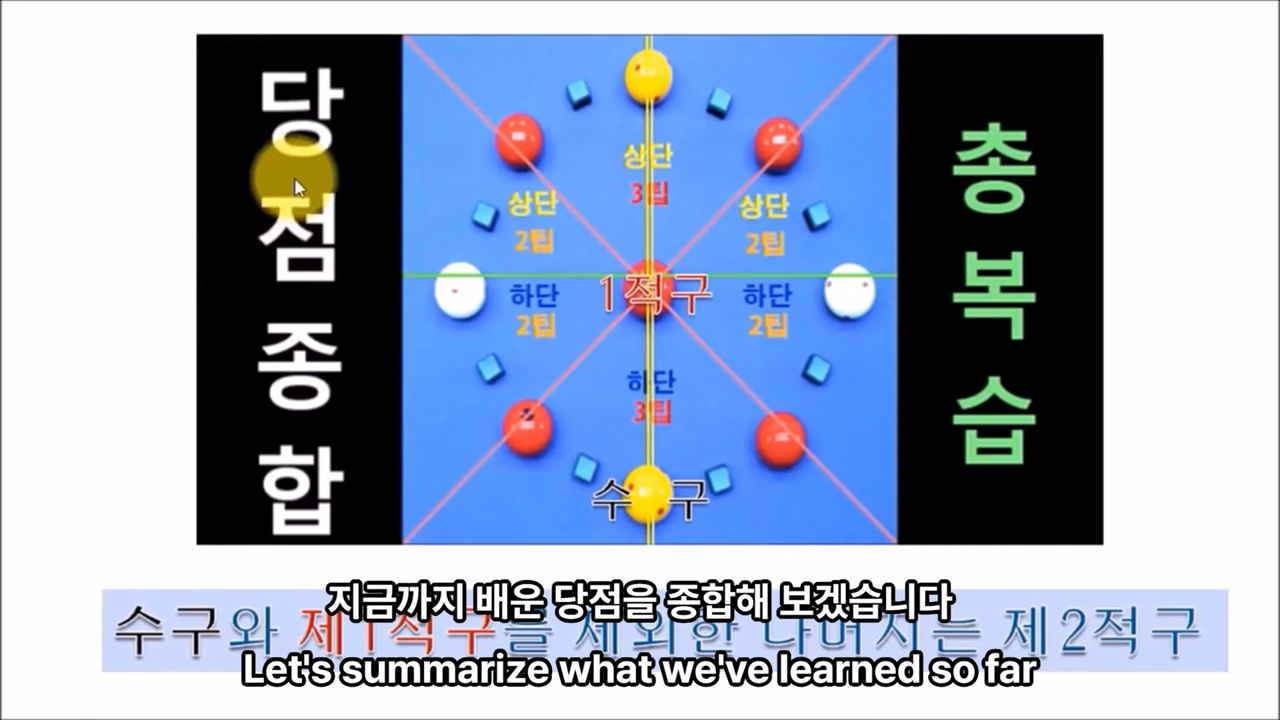 당점종합
총복습
상단
3팁
상단
2팁
상단
2팁
1적구
하단
2팁
하단
2팁
하단
3팁
수구
지금까지 배운 당점을 종합해 보겠습니다
수구와 제1적구를 제외한 나머지는 제2적구
Let's summarize what we've learned so far